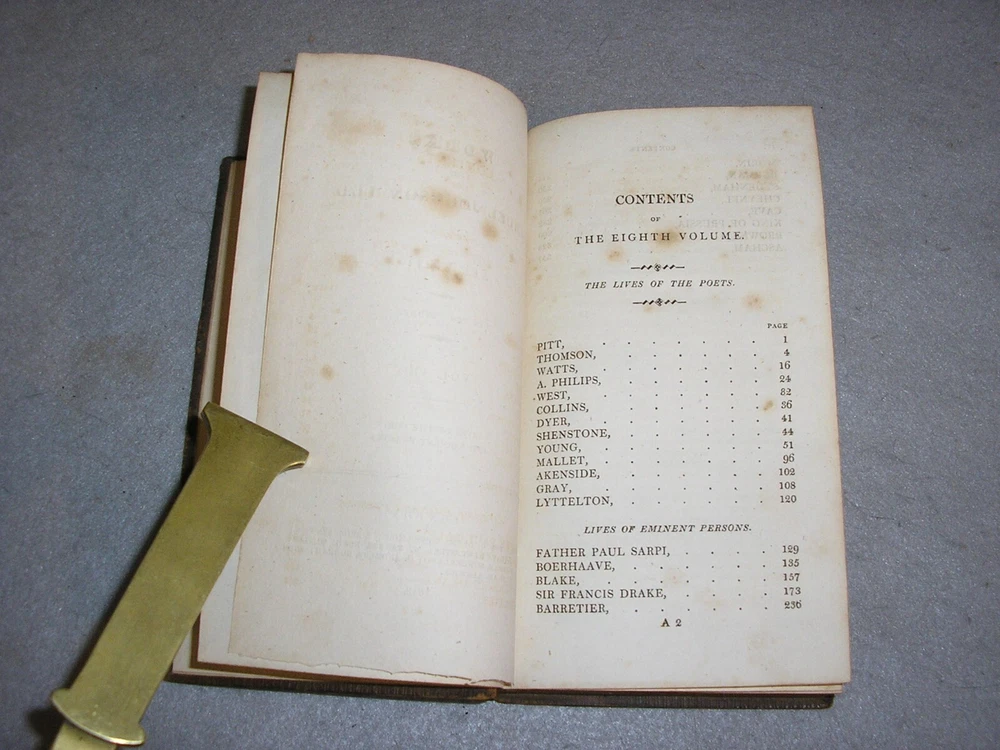 CONTENTS
OF
THE EIGHTH VOLUME.
THE LIVES OF THE POETS.
PAGE
PITT, . . . . . . . 1
THOMSON, . . . . . . 4
WATTS, . . . . . . . 16
A. PHILIPS, . . . . . . 24
WEST, . . . . . . . 32
COLLINS, . . . . . . 36
DYER, . . . . . . . 41
SHENSTONE, . . . . . . 44
YOUNG, . . . . . . . 51
MALLET, . . . . . . . 96
AKENSIDE, . . . . . . 102
GRAY, . . . . . . . 108
LYTTELTON, . . . . . . 120
LIVES OF EMINENT PERSONS.
FATHER PAUL SARPI, . . . . 129
BOERHAAVE, . . . . . . 135
BLAKE, . . . . . . . 157
SIR FRANCIS DRAKE, . . . . 173
BARRETIER, . . . . . . 236
A 2